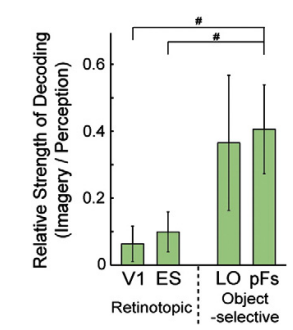 #
#
Relative Strength of Decoding
(Imagery / Perception)
0.6
0.4
0.2
0
V1 ES LO pFs
Retinotopic
Object
-selective